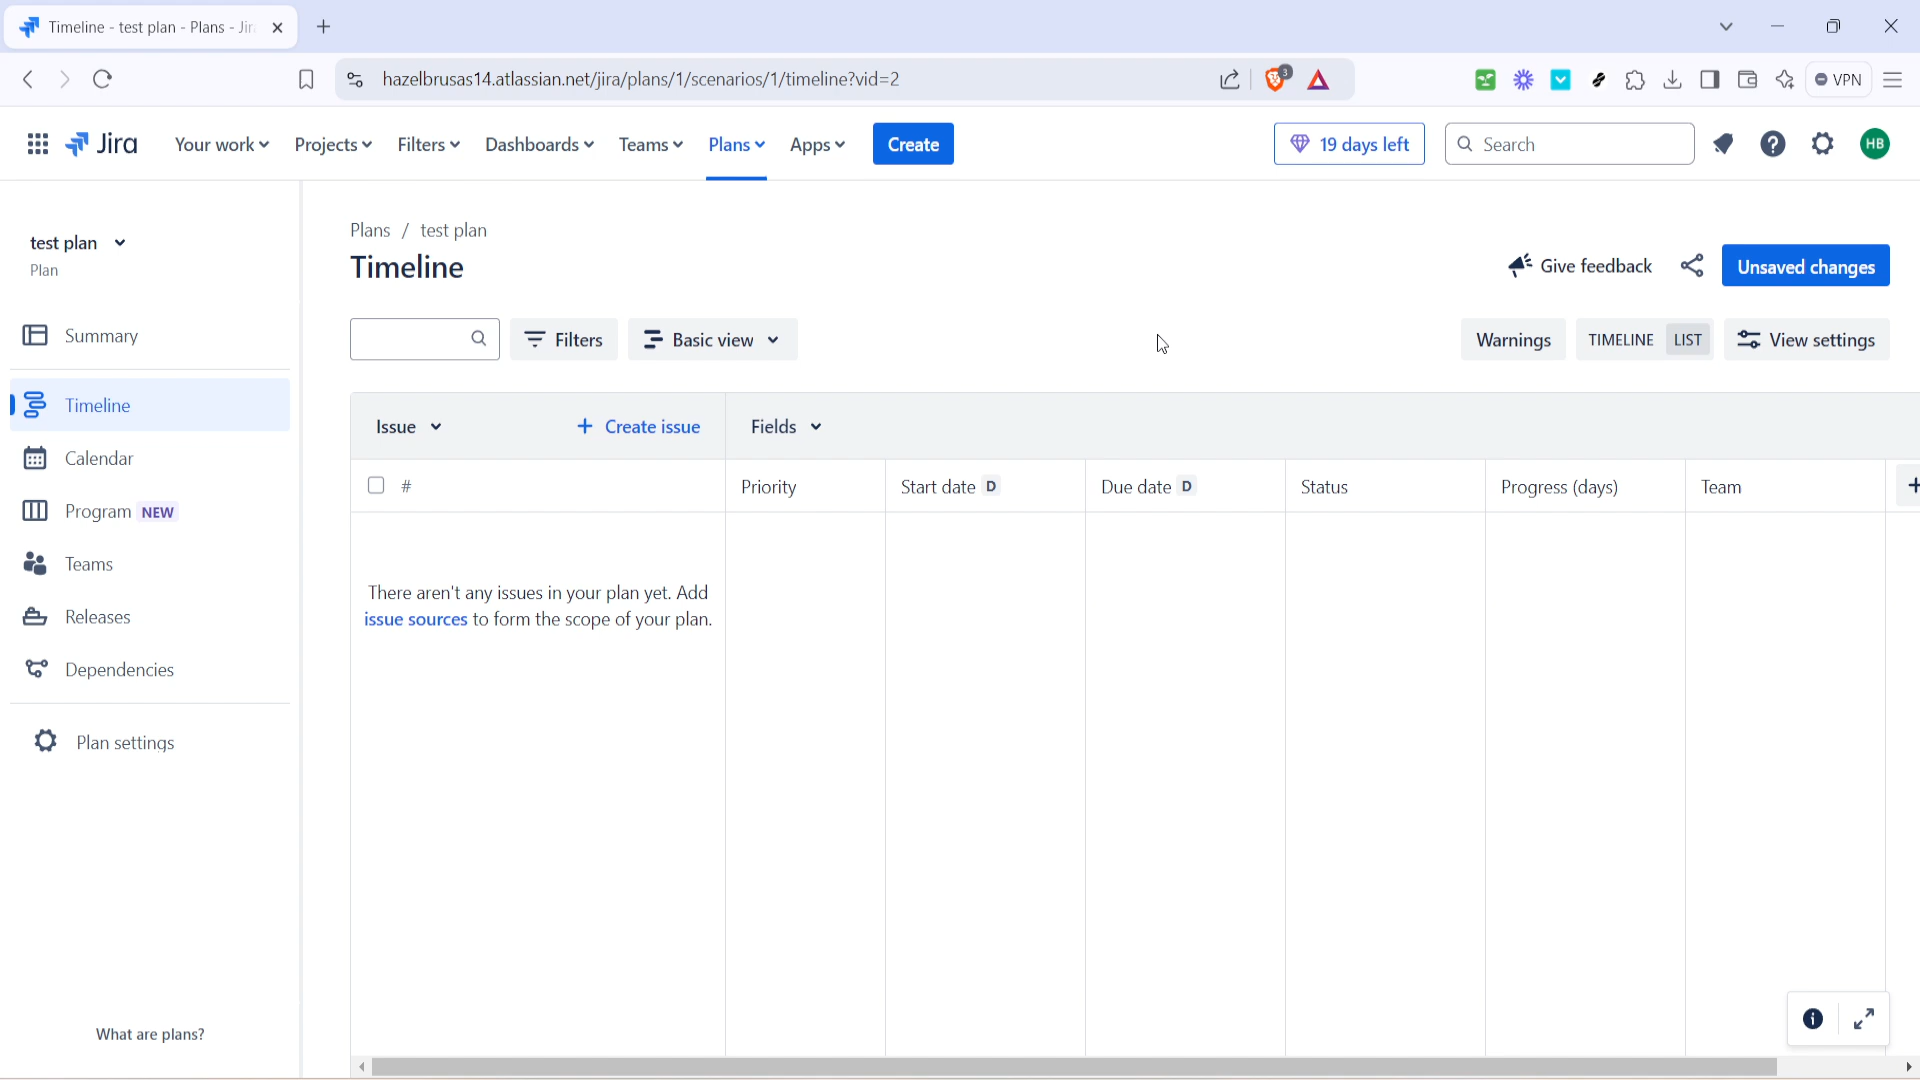 Timeline - test plan - Plans - Jir
hazelbrusas14.atlassian.net/jira/plans/1/scenarios/1/timeline?vid=2
3
VPN
Jira
Your work
Projects
Filters
Dashboards
Teams
Plans
Apps
Create
19 days left
Search
HB
test plan
Plan
Summary
Timeline
Calendar
Program NEW
Teams
Releases
Dependencies
Plan settings
What are plans?
Plans / test plan
Timeline
Give feedback
Unsaved changes
Filters
Basic view
Warnings
TIMELINE LIST
View settings
Issue
+ Create issue
Fields
#
Priority
Start date D
Due date D
Status
Progress (days)
Team
+
There aren't any issues in your plan yet. Add
issue sources to form the scope of your plan.